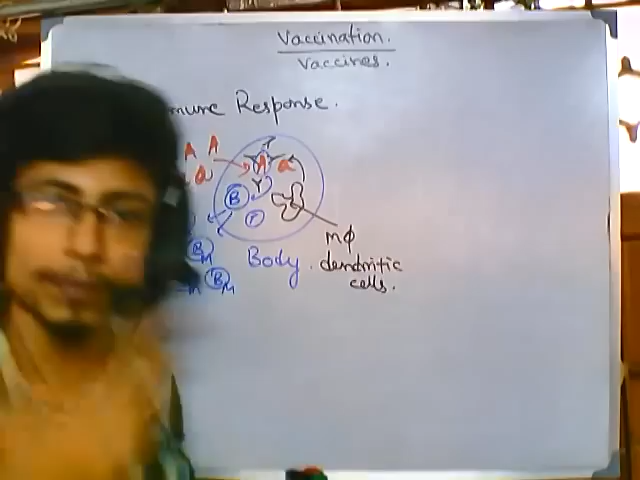 Vaccination.
Vaccines.
mune Response.
A A
A a
a
Y
B
T
B M
B M
M
Body.
mφ
dendritic
cells.